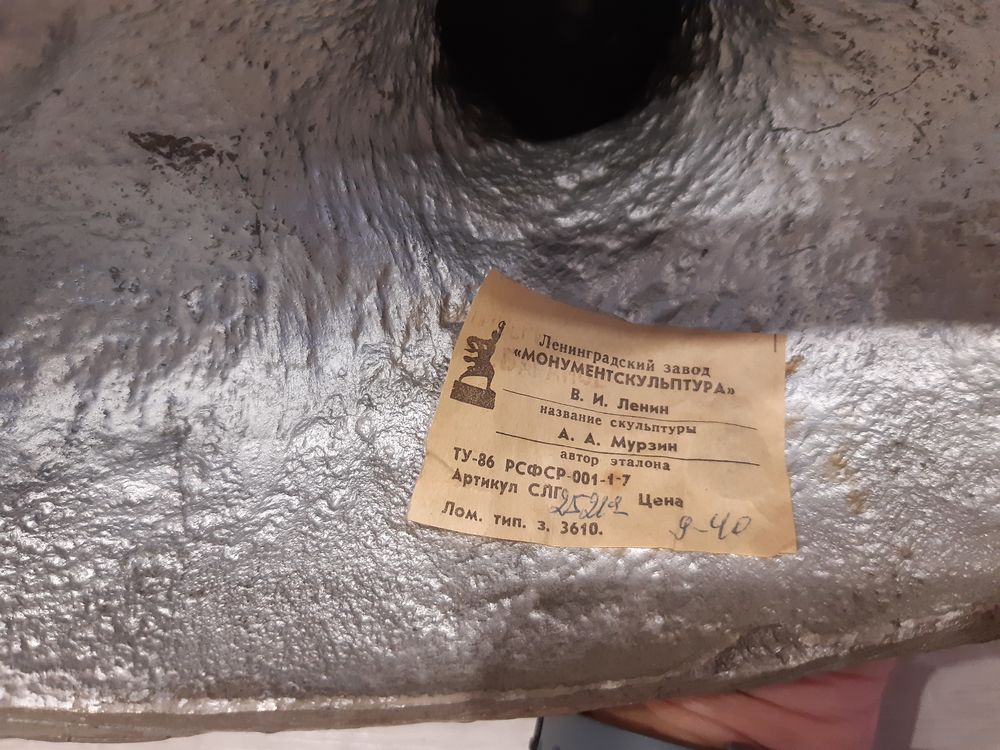 Ленинградский завод
«МОНУМЕНТСКУЛЬПТУРА»
В. И. Ленин
название скульптуры
А. А. Мурзин
автор эталона
ТУ-86 РСФСР-001-1-7
Артикул СЛГ Цена
9-40
Лом. тип. з. 3610.